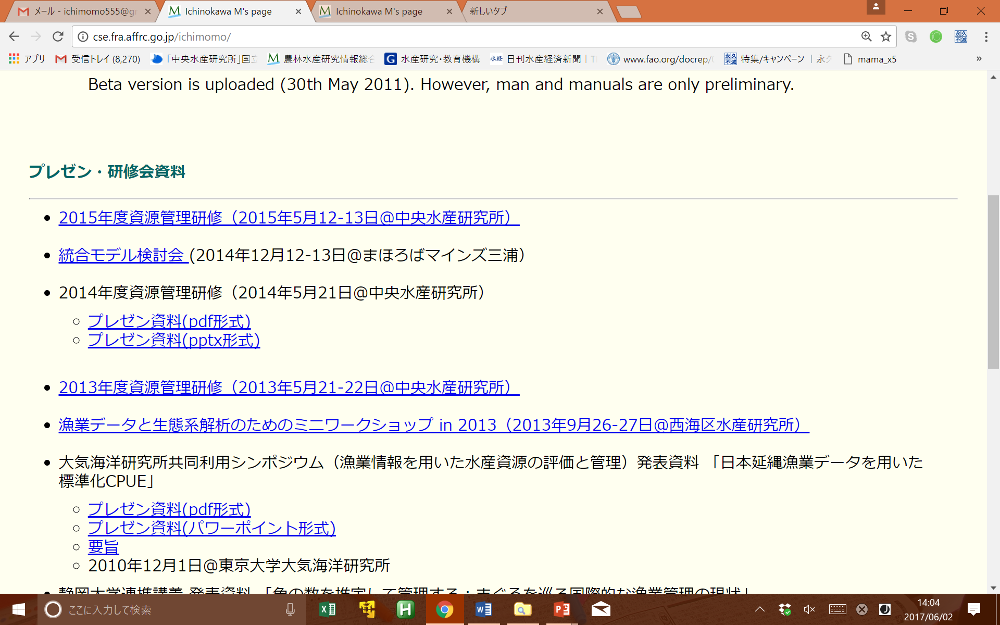 メール - ichimomo555@g
Ichinokawa M's page
Ichinokawa M's page
新しいタブ
cse.fra.affrc.go.jp/ichimomo/
アプリ
受信トレイ (8,270)
「中央水産研究所」国立
農林水産研究情報総合
水産研究・教育機構
水経 日刊水産経済新聞 | T
www.fao.org/docrep/
永久不滅 特集/キャンペーン | 永久
mama_x5
»
Beta version is uploaded (30th May 2011). However, man and manuals are only preliminary.
プレゼン・研修会資料
2015年度資源管理研修（2015年5月12-13日@中央水産研究所）
統合モデル検討会 (2014年12月12-13日@まほろばマインズ三浦）
2014年度資源管理研修（2014年5月21日@中央水産研究所）
プレゼン資料(pdf形式)
プレゼン資料(pptx形式)
2013年度資源管理研修（2013年5月21-22日@中央水産研究所）
漁業データと生態系解析のためのミニワークショップ in 2013（2013年9月26-27日@西海区水産研究所）
大気海洋研究所共同利用シンポジウム（漁業情報を用いた水産資源の評価と管理）発表資料 「日本延縄漁業データを用いた
標準化CPUE」
プレゼン資料(pdf形式)
プレゼン資料(パワーポイント形式)
要旨
2010年12月1日@東京大学大気海洋研究所
静岡大学連携講義 発表資料 「魚の数を推定して管理する：まぐろを巡る国際的な漁業管理の現状」
ここに入力して検索
14:04
2017/06/02